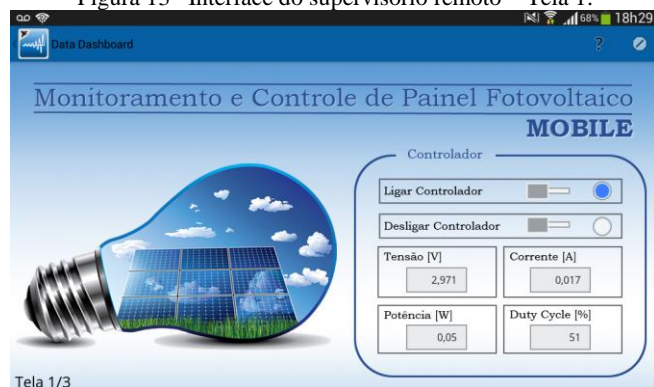 Figura 13 - Interface do supervisório remoto – Tela 1.
68% 18h29
Data Dashboard
Monitoramento e Controle de Painel Fotovoltaico
MOBILE
Controlador
Ligar Controlador
Desligar Controlador
Tensão [V] Corrente [A]
2,971 0,017
Potência [W] Duty Cycle [%]
0,05 51
Tela 1/3